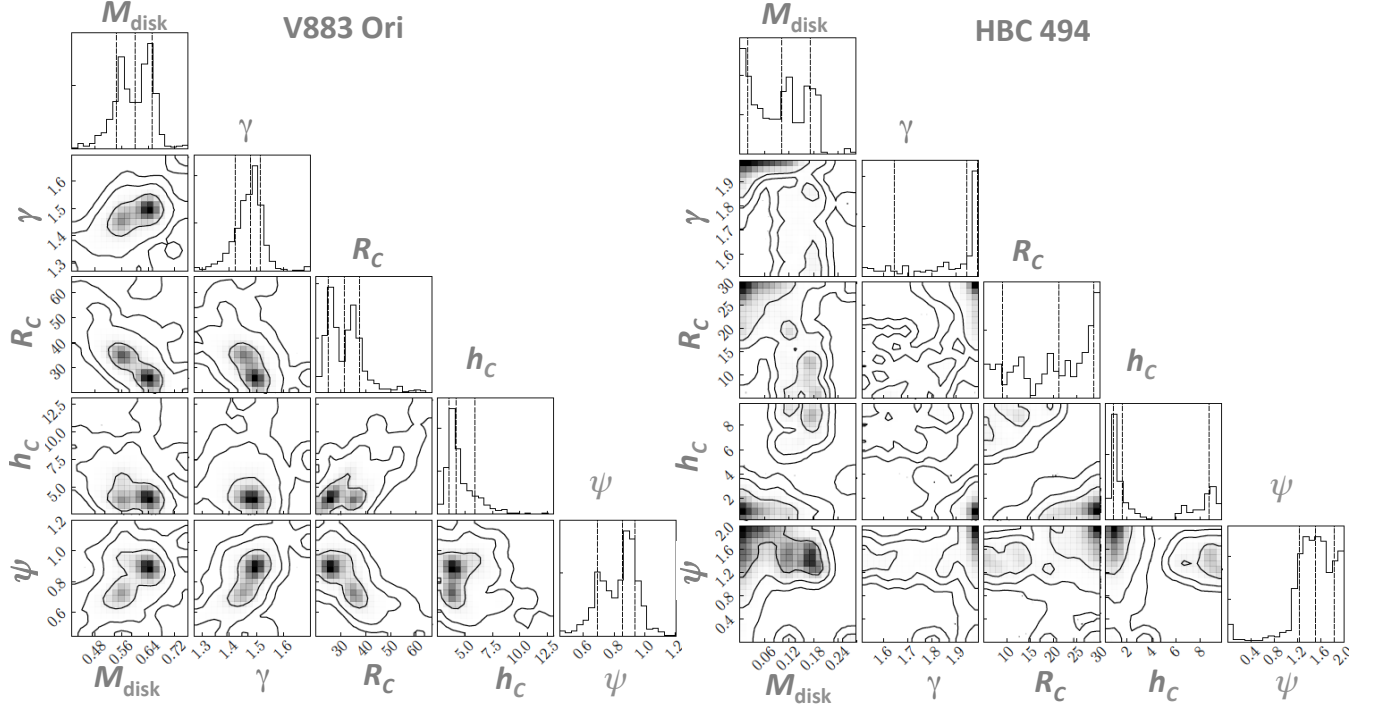 M_disk
V883 Ori
M_disk
HBC 494
γ
γ
γ
1.6
1.5
1.4
1.3
γ
1.9
1.8
1.7
1.6
R_C
R_C
R_C
60
50
40
30
R_C
30
25
20
15
10
h_C
h_C
h_C
12.5
10.0
7.5
5.0
h_C
8
6
4
2
ψ
ψ
ψ
1.2
1.0
0.8
0.6
ψ
2.0
1.6
1.2
0.8
0.4
0.48 0.56 0.64 0.72 1.3 1.4 1.5 1.6 30 40 50 60 5.0 7.5 10.0 12.5 0.6 0.8 1.0 1.2
M_disk γ R_C h_C ψ
0.06 0.12 0.18 0.24 1.6 1.7 1.8 1.9 10 15 20 25 30 2 4 6 8 0.4 0.8 1.2 1.6 2.0
M_disk γ R_C h_C ψ